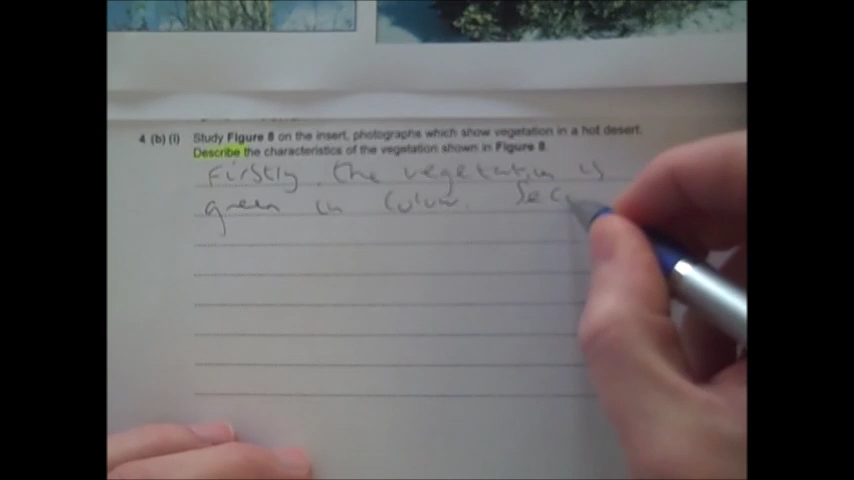 4 (b) (i) Study Figure 8 on the insert, photographs which show vegetation in a hot desert.
Describe the characteristics of the vegetation shown in Figure 8.
Firstly, the vegetation is
green in colour. Sec